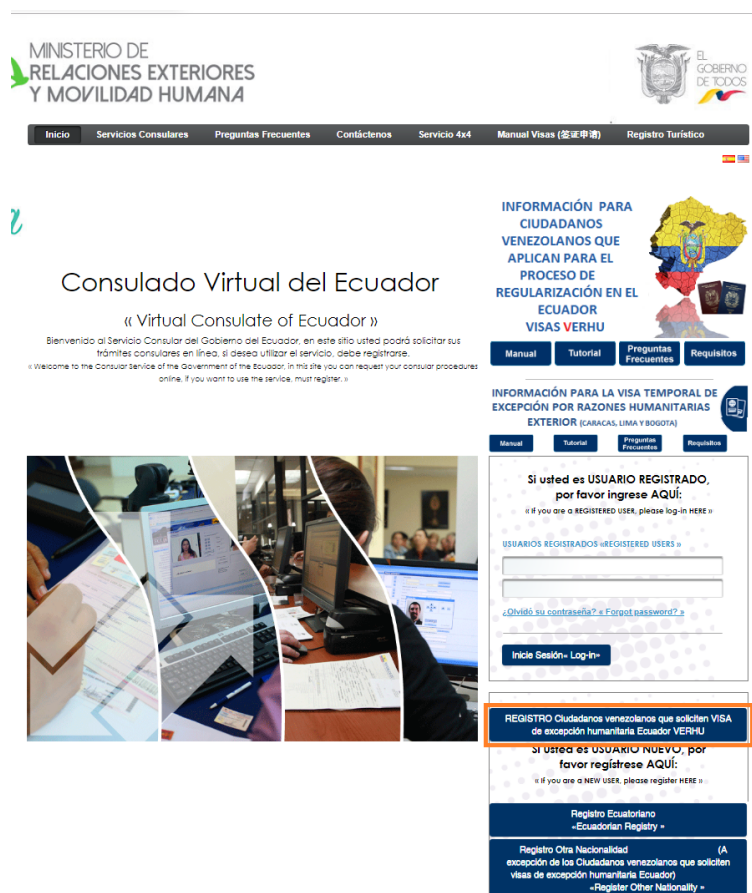 MINISTERIO DE
RELACIONES EXTERIORES
Y MOVILIDAD HUMANA
EL
GOBIERNO
DE TODOS
Inicio Servicios Consulares Preguntas Frecuentes Contáctenos Servicio 4x4 Manual Visas (签证申请) Registro Turístico
a
Consulado Virtual del Ecuador
« Virtual Consulate of Ecuador »
Bienvenido al Servicio Consular del Gobierno del Ecuador, en este sitio usted podrá solicitar sus
trámites consulares en línea, si desea utilizar el servicio, debe registrarse.
« Welcome to the Consular Service of the Government of the Ecuador, in this site you can request your consular procedures
online, if you want to use the service, must register. »
INFORMACIÓN PARA
CIUDADANOS
VENEZOLANOS QUE
APLICAN PARA EL
PROCESO DE
REGULARIZACIÓN EN EL
ECUADOR
VISAS VERHU
Manual Tutorial Preguntas Frecuentes Requisitos
INFORMACIÓN PARA LA VISA TEMPORAL DE
EXCEPCIÓN POR RAZONES HUMANITARIAS
EXTERIOR (CARACAS, LIMA Y BOGOTA)
Manual Tutorial Preguntas Frecuentes Requisitos
Si usted es USUARIO REGISTRADO,
por favor ingrese AQUÍ:
« If you are a REGISTERED USER, please log-in HERE »
USUARIOS REGISTRADOS «REGISTERED USERS »
¿Olvidó su contraseña? « Forgot password? »
Inicie Sesión« Log-in»
REGISTRO Ciudadanos venezolanos que soliciten VISA
de excepción humanitaria Ecuador VERHU
Si usted es USUARIO NUEVO, por
favor regístrese AQUÍ:
« If you are a NEW USER, please register HERE »
Registro Ecuatoriano
«Ecuadorian Registry »
Registro Otra Nacionalidad (A
excepción de los Ciudadanos venezolanos que soliciten
visas de excepción humanitaria Ecuador)
«Register Other Nationality »